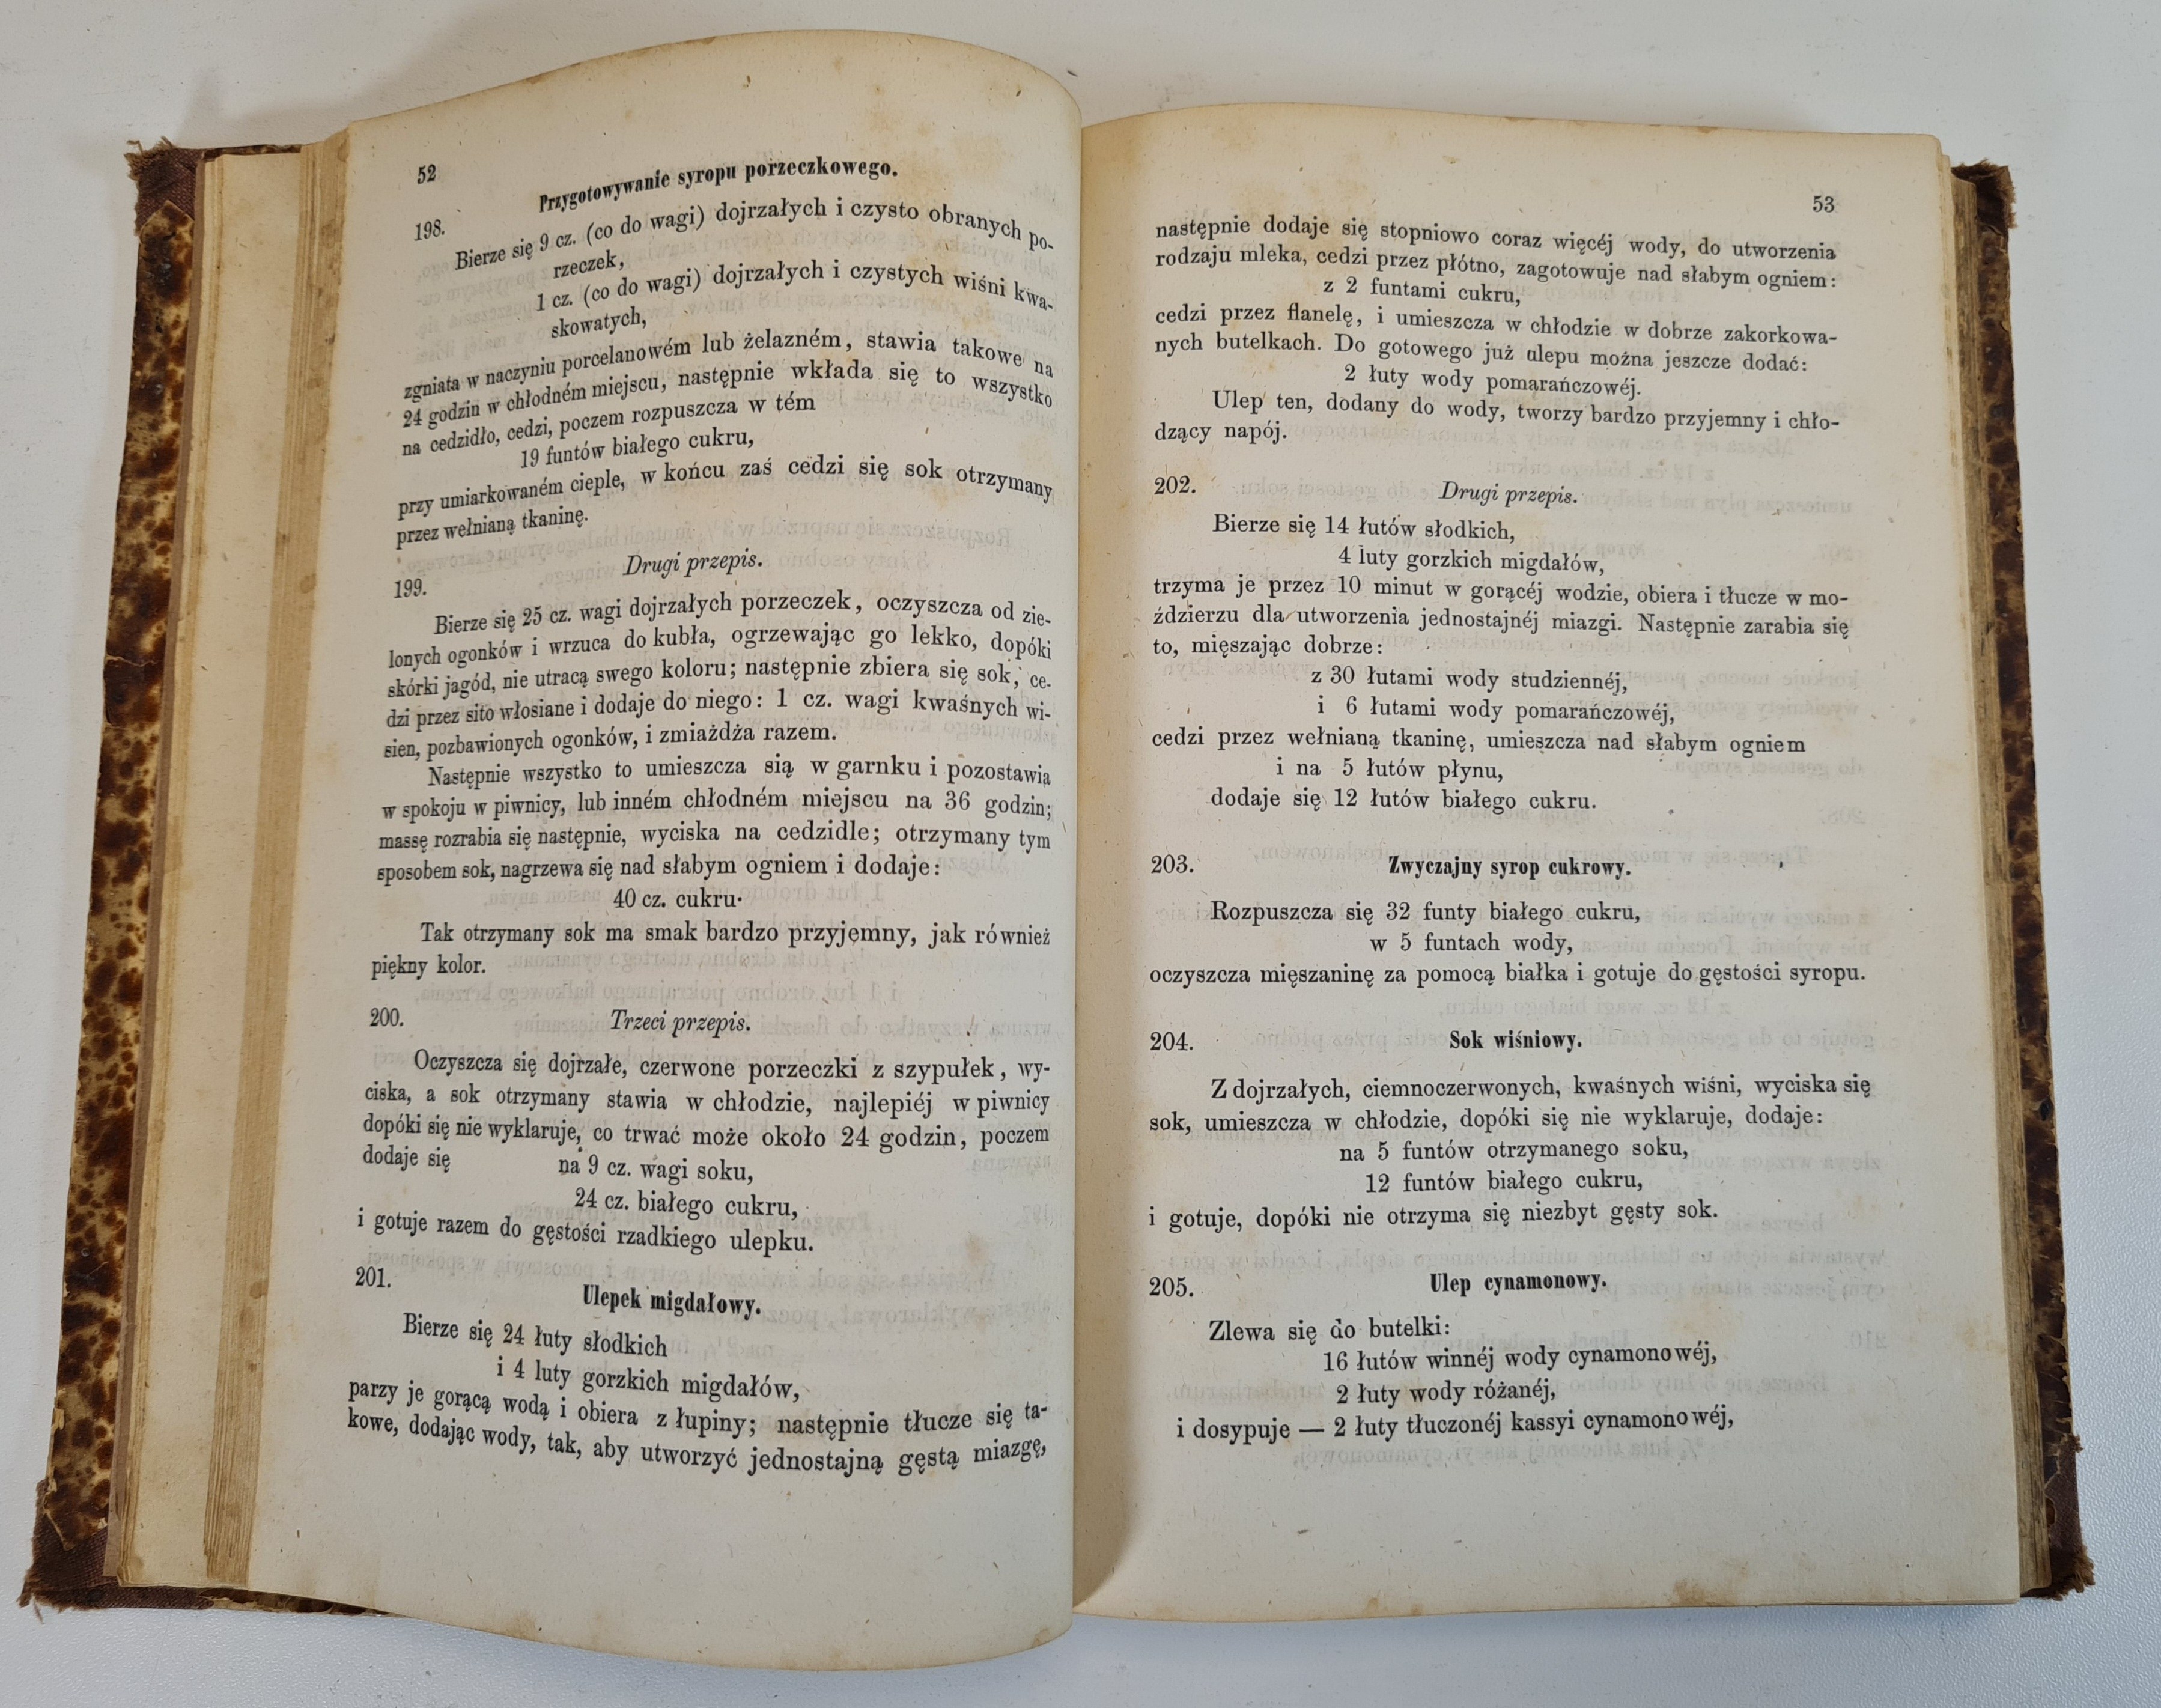 52
Przygotowywanie syropu porzeczkowego.
198.
Bierze się 9 cz. (co do wagi) dojrzałych i czysto obranych po-
rzeczek,
1 cz. (co do wagi) dojrzałych i czystych wiśni kwa-
skowatych,
zgniata w naczyniu porcelanowém lub żelazném, stawia takowe na
24 godzin w chłodném miejscu, następnie wkłada się to wszystko
na cedzidło, cedzi, poczem rozpuszcza w tém
19 funtów białego cukru,
przy umiarkowaném cieple, w końcu zaś cedzi się sok otrzymany
przez wełnianą tkaninę.
Drugi przepis.
199.
Bierze się 25 cz. wagi dojrzałych porzeczek, oczyszcza od zie-
lonych ogonków i wrzuca do kubła, ogrzewając go lekko, dopóki
skórki jagód, nie utracą swego koloru; następnie zbiera się sok, ce-
dzi przez sito włosiane i dodaje do niego: 1 cz. wagi kwaśnych wi-
sien, pozbawionych ogonków, i zmiażdża razem.
Następnie wszystko to umieszcza sią w garnku i pozostawia
w spokoju w piwnicy, lub inném chłodném miejscu na 36 godzin;
massę rozrabia się następnie, wyciska na cedzidle; otrzymany tym
sposobem sok, nagrzewa się nad słabym ogniem i dodaje:
40 cz. cukru.
Tak otrzymany sok ma smak bardzo przyjemny, jak również
piękny kolor.
200. Trzeci przepis.
Oczyszcza się dojrzałe, czerwone porzeczki z szypułek, wy-
ciska, a sok otrzymany stawia w chłodzie, najlepiéj w piwnicy
dopóki się nie wyklaruje, co trwać może około 24 godzin, poczem
dodaje się na 9 cz. wagi soku,
24 cz. białego cukru,
i gotuje razem do gęstości rzadkiego ulepku.
201.
Ulepek migdałowy.
Bierze się 24 łuty słodkich
i 4 luty gorzkich migdałów,
parzy je gorącą wodą i obiera z łupiny; następnie tłucze się ta-
kowe, dodając wody, tak, aby utworzyć jednostajną gęstą miazgę,
53
następnie dodaje się stopniowo coraz więcéj wody, do utworzenia
rodzaju mleka, cedzi przez płótno, zagotowuje nad słabym ogniem:
z 2 funtami cukru,
cedzi przez flanelę, i umieszcza w chłodzie w dobrze zakorkowa-
nych butelkach. Do gotowego już ulepu można jeszcze dodać:
2 łuty wody pomarańczowéj.
Ulep ten, dodany do wody, tworzy bardzo przyjemny i chło-
dzący napój.
202. Drugi przepis.
Bierze się 14 łutów słodkich,
4 luty gorzkich migdałów,
trzyma je przez 10 minut w gorącéj wodzie, obiera i tłucze w mo-
ździerzu dla utworzenia jednostajnéj miazgi. Następnie zarabia się
to, mięszając dobrze:
z 30 łutami wody studziennéj,
i 6 łutami wody pomarańczowéj,
cedzi przez wełnianą tkaninę, umieszcza nad słabym ogniem
i na 5 łutów płynu,
dodaje się 12 łutów białego cukru.
203. Zwyczajny syrop cukrowy.
Rozpuszcza się 32 funty białego cukru,
w 5 funtach wody,
oczyszcza mięszaninę za pomocą białka i gotuje do gęstości syropu.
204. Sok wiśniowy.
Z dojrzałych, ciemnoczerwonych, kwaśnych wiśni, wyciska się
sok, umieszcza w chłodzie, dopóki się nie wyklaruje, dodaje:
na 5 funtów otrzymanego soku,
12 funtów białego cukru,
i gotuje, dopóki nie otrzyma się niezbyt gęsty sok.
205. Ulep cynamonowy.
Zlewa się do butelki:
16 łutów winnéj wody cynamonowéj,
2 łuty wody różanéj,
i dosypuje — 2 łuty tłuczonéj kassyi cynamonowéj,